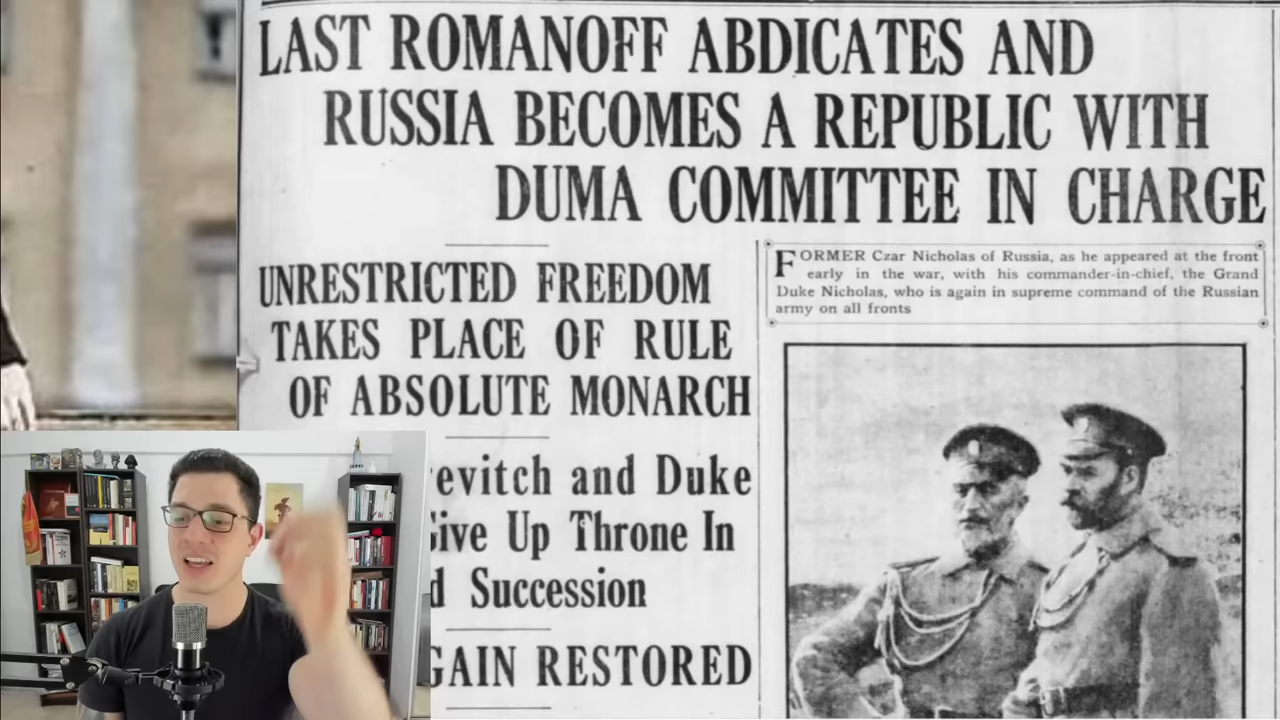 LAST ROMANOFF ABDICATES AND
RUSSIA BECOMES A REPUBLIC WITH
DUMA COMMITTEE IN CHARGE
UNRESTRICTED FREEDOM
TAKES PLACE OF RULE
OF ABSOLUTE MONARCH
evitch and Duke
Give Up Throne In
d Succession
GAIN RESTORED
FORMER Czar Nicholas of Russia, as he appeared at the front
early in the war, with his commander-in-chief, the Grand
Duke Nicholas, who is again in supreme command of the Russian
army on all fronts